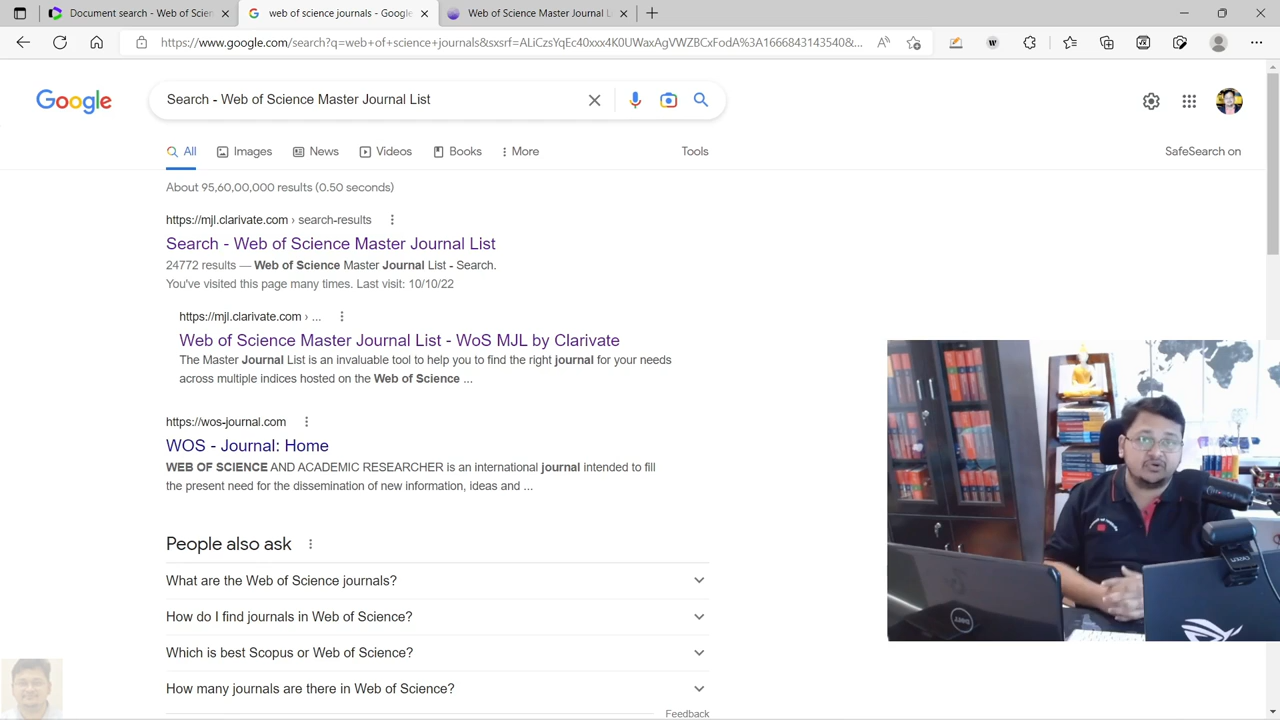 Document search - Web of Scien
web of science journals - Google
Web of Science Master Journal L
https://www.google.com/search?q=web+of+science+journals&sxsrf=ALiCzsYqEc40xxx4K0UWaxAgVWZBCxFodA%3A1666843143540&...
Google
Search - Web of Science Master Journal List
All
Images
News
Videos
Books
More
Tools
SafeSearch on
About 95,60,00,000 results (0.50 seconds)
https://mjl.clarivate.com › search-results
Search - Web of Science Master Journal List
24772 results — Web of Science Master Journal List - Search.
You've visited this page many times. Last visit: 10/10/22
https://mjl.clarivate.com › ...
Web of Science Master Journal List - WoS MJL by Clarivate
The Master Journal List is an invaluable tool to help you to find the right journal for your needs
across multiple indices hosted on the Web of Science ...
https://wos-journal.com
WOS - Journal: Home
WEB OF SCIENCE AND ACADEMIC RESEARCHER is an international journal intended to fill
the present need for the dissemination of new information, ideas and ...
People also ask
What are the Web of Science journals?
How do I find journals in Web of Science?
Which is best Scopus or Web of Science?
How many journals are there in Web of Science?
Feedback
DELL